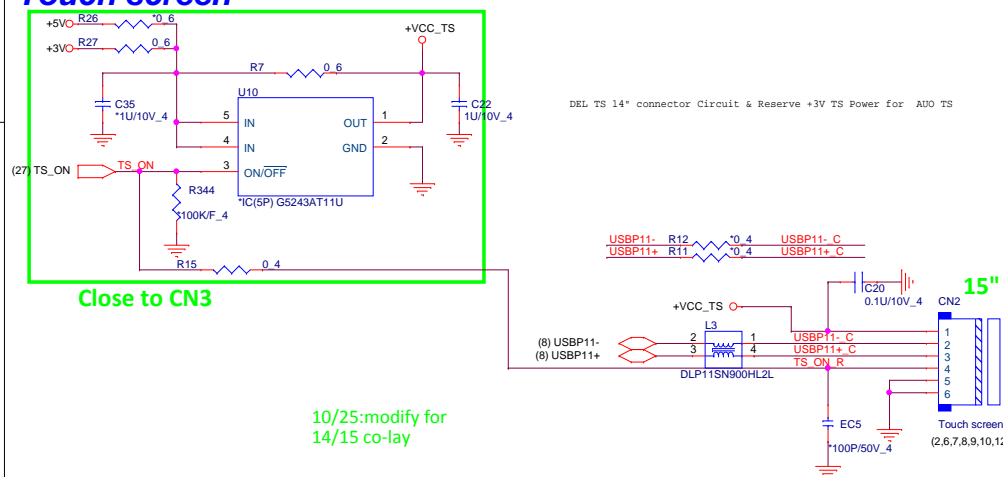 Touch screen
+5V R26 *0_6
+3V R27 0_6
+VCC_TS
R7 0_6
U10
C35
*1U/10V_4
C22
1U/10V_4
5 IN OUT 1
4 IN GND 2
3 ON/OFF
*IC(5P) G5243AT11U
(27) TS_ON TS_ON
R344
*100K/F_4
R15 0_4
Close to CN3
DEL TS 14" connector Circuit & Reserve +3V TS Power for AUO TS
USBP11- R12 *0_4 USBP11-_C
USBP11+ R11 *0_4 USBP11+_C
C20
0.1U/10V_4
15"
CN2
+VCC_TS
L3
(8) USBP11- 2 1 USBP11-_C
(8) USBP11+ 3 4 USBP11+_C
TS_ON_R
DLP11SN900HL2L
1
2
3
4
5
6
EC5
*100P/50V_4
Touch screen
(2,6,7,8,9,10,12
10/25:modify for
14/15 co-lay